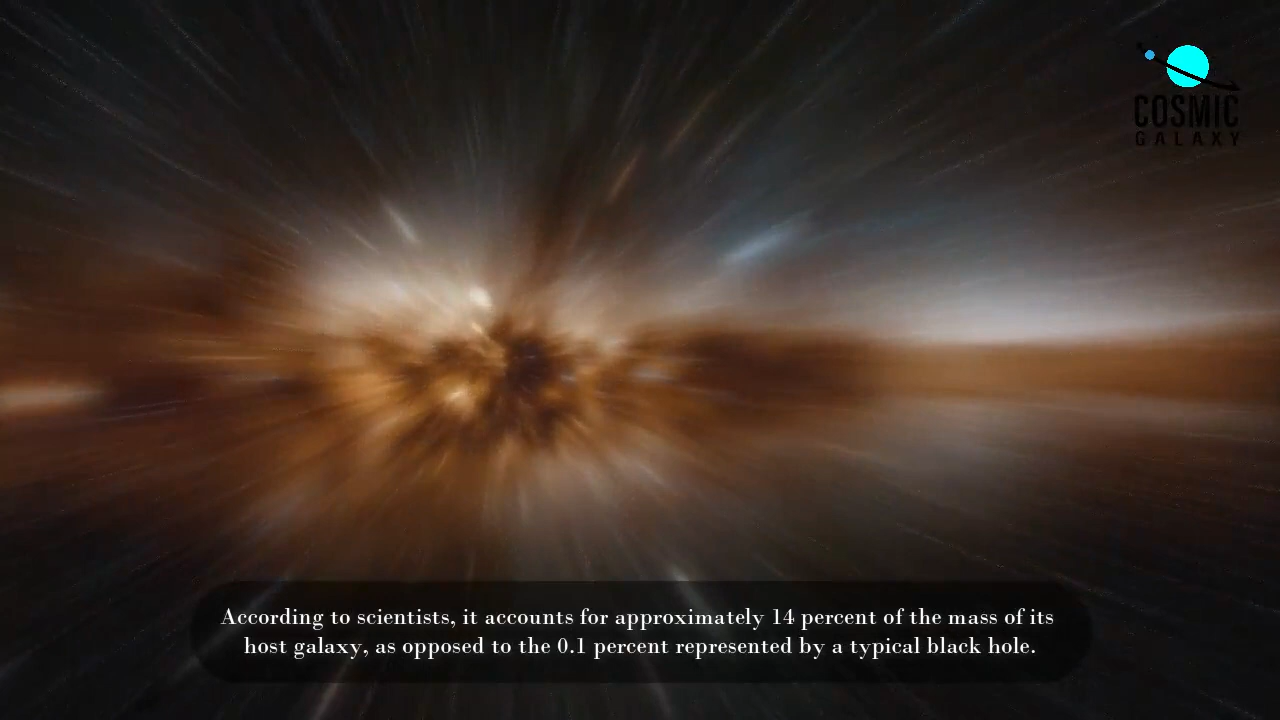 COSMIC
GALAXY
According to scientists, it accounts for approximately 14 percent of the mass of its
host galaxy, as opposed to the 0.1 percent represented by a typical black hole.